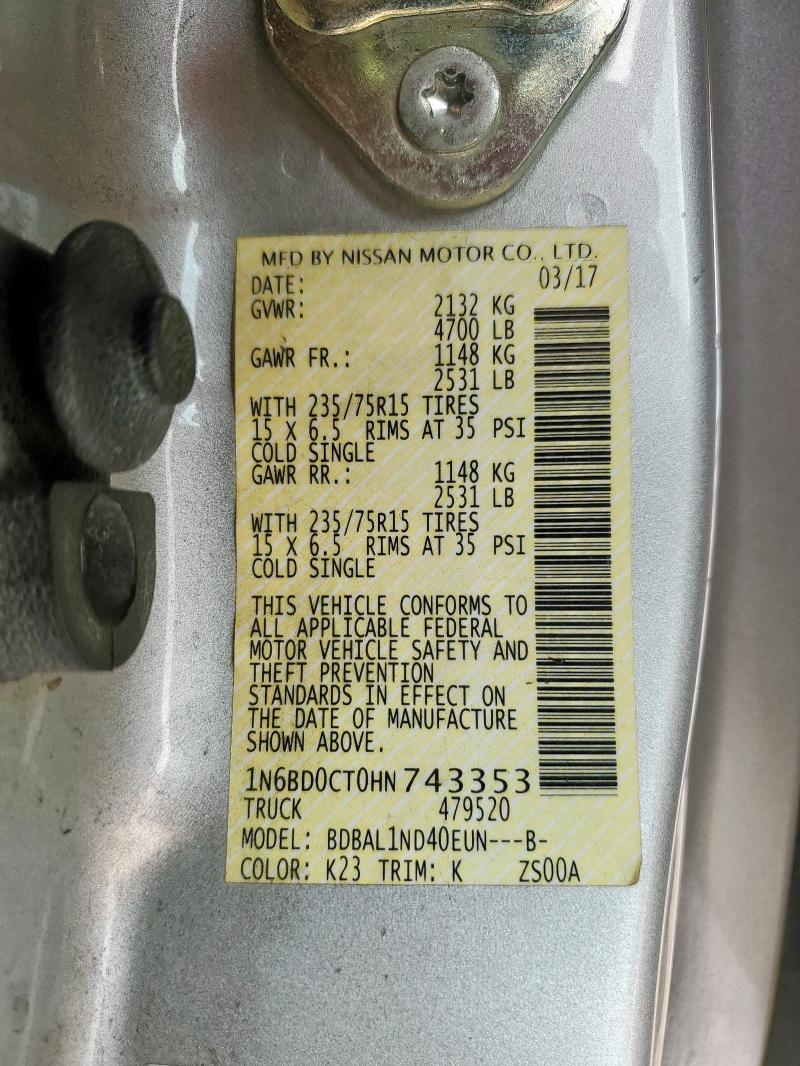 MFD BY NISSAN MOTOR CO., LTD.
DATE: 03/17
GVWR: 2132 KG
4700 LB
GAWR FR.: 1148 KG
2531 LB
WITH 235/75R15 TIRES
15 X 6.5 RIMS AT 35 PSI
COLD SINGLE
GAWR RR.: 1148 KG
2531 LB
WITH 235/75R15 TIRES
15 X 6.5 RIMS AT 35 PSI
COLD SINGLE
THIS VEHICLE CONFORMS TO
ALL APPLICABLE FEDERAL
MOTOR VEHICLE SAFETY AND
THEFT PREVENTION
STANDARDS IN EFFECT ON
THE DATE OF MANUFACTURE
SHOWN ABOVE.
1N6BD0CT0HN743353
TRUCK 479520
MODEL: BDBAL1ND40EUN---B-
COLOR: K23 TRIM: K ZS00A